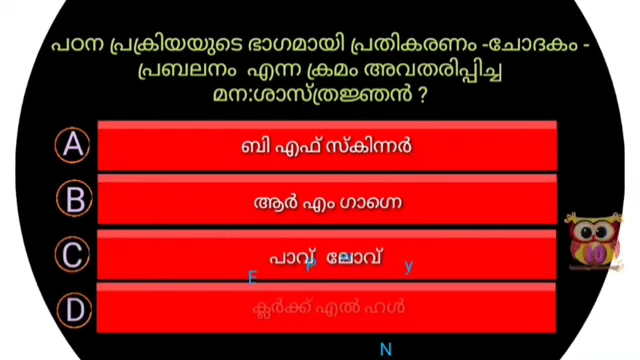 പഠന പ്രക്രിയയുടെ ഭാഗമായി പ്രതികരണം -ചോദകം -
പ്രബലനം എന്ന ക്രമം അവതരിപ്പിച്ച
മന:ശാസ്ത്രജ്ഞൻ ?
A ബി എഫ് സ്കിന്നർ
B ആർ എം ഗാഗ്നെ
C പാവ് ലോവ്
E y
D ക്ലർക്ക് എൽ ഹൾ
N
10